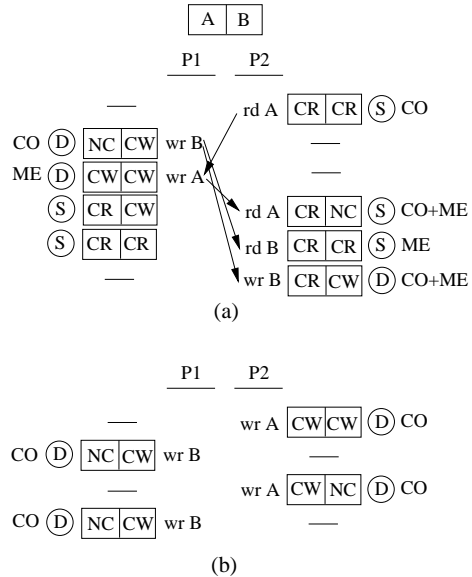 A B
P1 P2
rd A CR CR S CO
CO D NC CW wr B
ME D CW CW wr A
S CR CW rd A CR NC S CO+ME
S CR CR rd B CR CR S ME
wr B CR CW D CO+ME
(a)
P1 P2
wr A CW CW D CO
CO D NC CW wr B
wr A CW NC D CO
CO D NC CW wr B
(b)